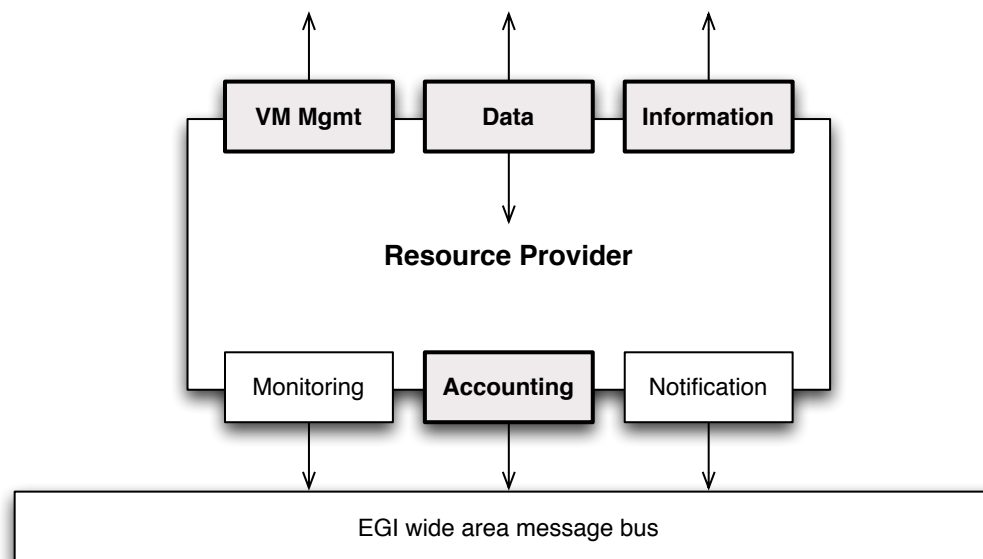 VM Mgmt
Data
Information
Resource Provider
Monitoring
Accounting
Notification
EGI wide area message bus